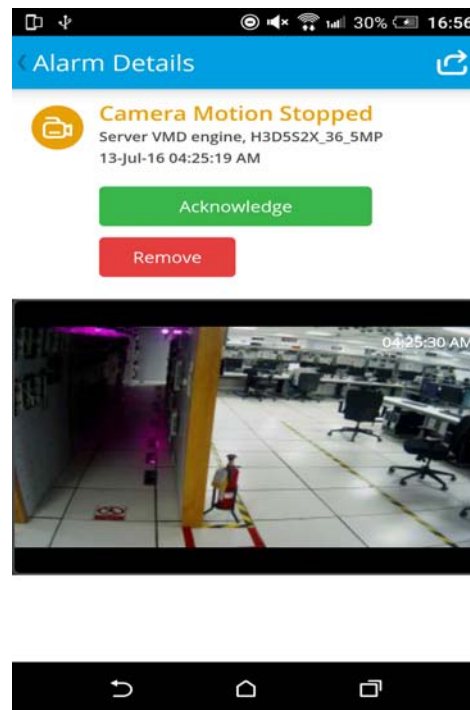 30% 16:56
Alarm Details
Camera Motion Stopped
Server VMD engine, H3D5S2X_36_5MP
13-Jul-16 04:25:19 AM
Acknowledge
Remove
04:25:30 AM